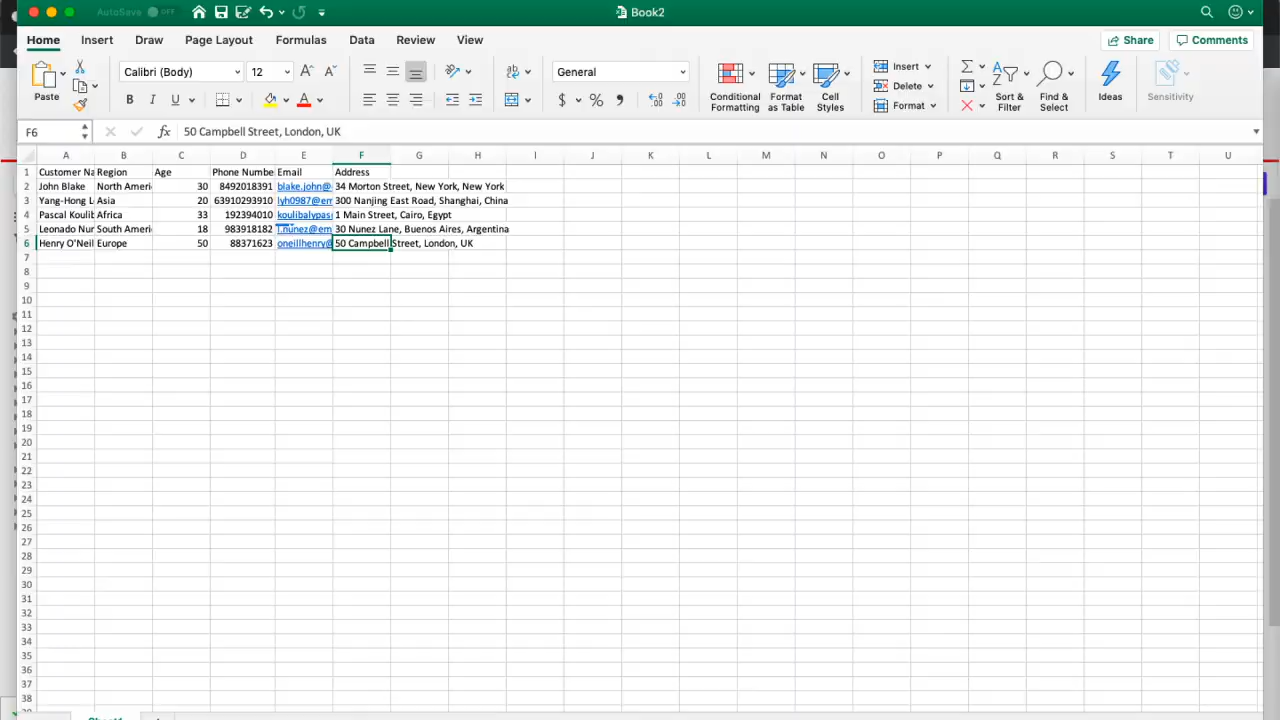 AutoSave OFF Book2
Home Insert Draw Page Layout Formulas Data Review View Share Comments
Paste Calibri (Body) 12 General Conditional Formatting Format as Table Cell Styles Insert Delete Format Sort & Filter Find & Select Ideas Sensitivity
F6 fx 50 Campbell Street, London, UK
A B C D E F G H I J K L M N O P Q R S T U
1 Customer Na Region Age Phone Numbe Email Address
2 John Blake North Ameri 30 8492018391 blake.john@ 34 Morton Street, New York, New York
3 Yang-Hong L Asia 20 63910293910 lyh0987@em 300 Nanjing East Road, Shanghai, China
4 Pascal Koulib Africa 33 192394010 koulibalypas 1 Main Street, Cairo, Egypt
5 Leonado Nur South Ameri 18 983918182 l.nunez@em 30 Nunez Lane, Buenos Aires, Argentina
6 Henry O'Neil Europe 50 88371623 oneillhenry@ 50 Campbell Street, London, UK
7
8
9
10
11
12
13
14
15
16
17
18
19
20
21
22
23
24
25
26
27
28
29
30
31
32
33
34
35
36
37
38
Sheet1